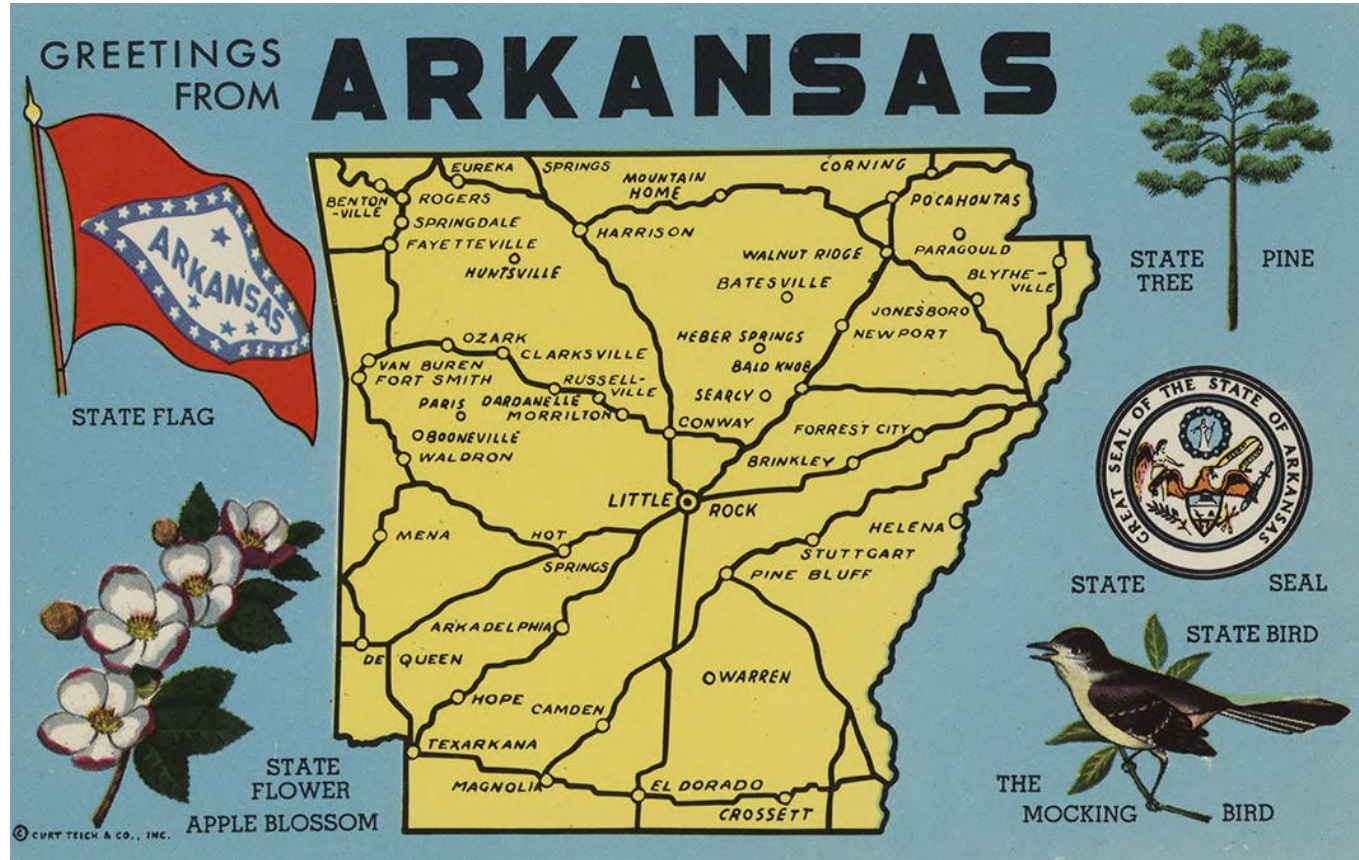 GREETINGS
FROM
ARKANSAS
ARKANSAS
STATE FLAG
EUREKA SPRINGS
CORNING
MOUNTAIN
HOME
BENTON
-VILLE
ROGERS
POCAHONTAS
SPRINGDALE
HARRISON
FAYETTEVILLE
PARAGOULD
HUNTSVILLE
WALNUT RIDGE
BLYTHE-
VILLE
BATESVILLE
JONESBORO
HEBER SPRINGS
NEWPORT
OZARK
CLARKSVILLE
BALD KNOB
VAN BUREN
FORT SMITH
RUSSELL-
VILLE
SEARCY
PARIS
DARDANELLE
MORRILTON
CONWAY
FORREST CITY
BOONEVILLE
WALDRON
BRINKLEY
LITTLE ROCK
HELENA
MENA
HOT
SPRINGS
STUTTGART
PINE BLUFF
ARKADELPHIA
DE QUEEN
WARREN
HOPE
CAMDEN
TEXARKANA
MAGNOLIA
EL DORADO
CROSSETT
STATE
TREE
PINE
GREAT SEAL OF THE STATE OF ARKANSAS
STATE SEAL
STATE BIRD
THE
MOCKING BIRD
STATE
FLOWER
APPLE BLOSSOM
© CURT TEICH & CO., INC.